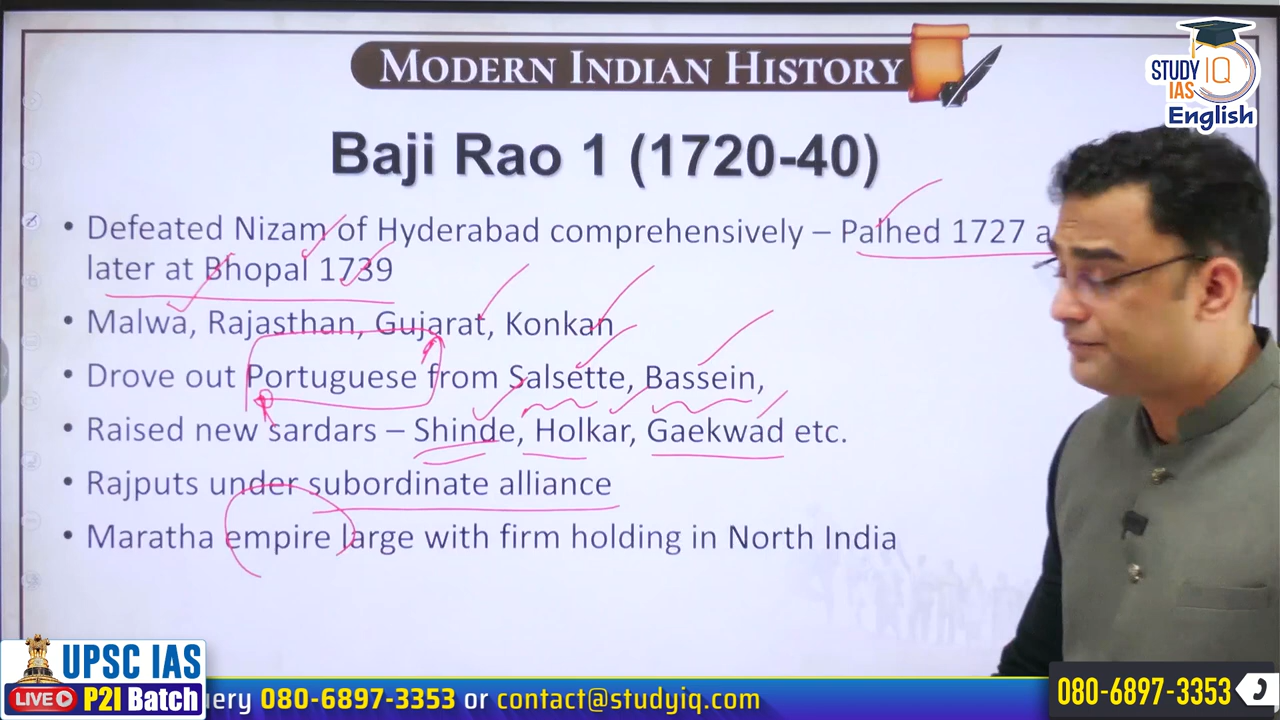 MODERN INDIAN HISTORY
STUDY IQ
IAS
English
Baji Rao 1 (1720-40)
• Defeated Nizam of Hyderabad comprehensively – Palhed 1727 a
later at Bhopal 1739
• Malwa, Rajasthan, Gujarat, Konkan
• Drove out Portuguese from Salsette, Bassein,
• Raised new sardars – Shinde, Holkar, Gaekwad etc.
• Rajputs under subordinate alliance
• Maratha empire large with firm holding in North India
UPSC IAS
LIVE P2I Batch
ery 080-6897-3353 or contact@studyiq.com
080-6897-3353